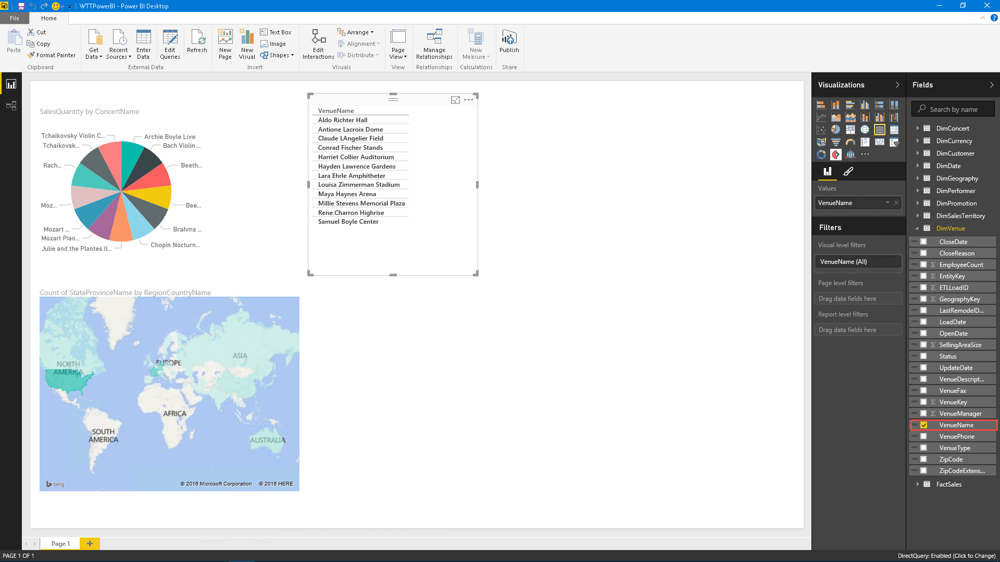 WTTPowerBI - Power BI Desktop
File
Home
Paste
Cut
Copy
Format Painter
Clipboard
Get Data
Recent Sources
Enter Data
Edit Queries
Refresh
External Data
New Page
New Visual
Text Box
Image
Shapes
Insert
Edit Interactions
Arrange
Alignment
Distribute
Visuals
Page View
View
Manage Relationships
Relationships
New Measure
Calculations
Publish
Share
SalesQuantity by ConcertName
Tchaikovsky Violin C...
Archie Boyle Live
Tchaikovsk...
Bach Violin ...
Rach...
Beeth...
Moz...
Bee...
Mozart ...
Brahms ...
Mozart Pian...
Chopin Nocturn...
Julie and the Plantes Il...
VenueName
Aldo Richter Hall
Antione Lacroix Dome
Claude LAngelier Field
Conrad Fischer Stands
Harriet Collier Auditorium
Hayden Lawrence Gardens
Lara Ehrle Amphitheter
Louisa Zimmerman Stadium
Maya Haynes Arena
Millie Stevens Memorial Plaza
Rene Charron Highrise
Samuel Boyle Center
Count of StateProvinceName by RegionCountryName
NORTH
AMERICA
EUROPE
ASIA
AFRICA
SOUTH
AMERICA
AUSTRALIA
bing
© 2016 Microsoft Corporation © 2016 HERE
Visualizations
Values
VenueName
Filters
Visual level filters
VenueName (All)
Page level filters
Drag data fields here
Report level filters
Drag data fields here
Fields
Search by name
DimConcert
DimCurrency
DimCustomer
DimDate
DimGeography
DimPerformer
DimPromotion
DimSalesTerritory
DimVenue
CloseDate
CloseReason
Σ EmployeeCount
Σ EntityKey
Σ ETLLoadID
Σ GeographyKey
LastRemodelD...
LoadDate
OpenDate
Σ SellingAreaSize
Status
UpdateDate
VenueDescript...
VenueFax
Σ VenueKey
Σ VenueManager
VenueName
VenuePhone
VenueType
ZipCode
ZipCodeExtens...
FactSales
Page 1
PAGE 1 OF 1
DirectQuery: Enabled (Click to Change)